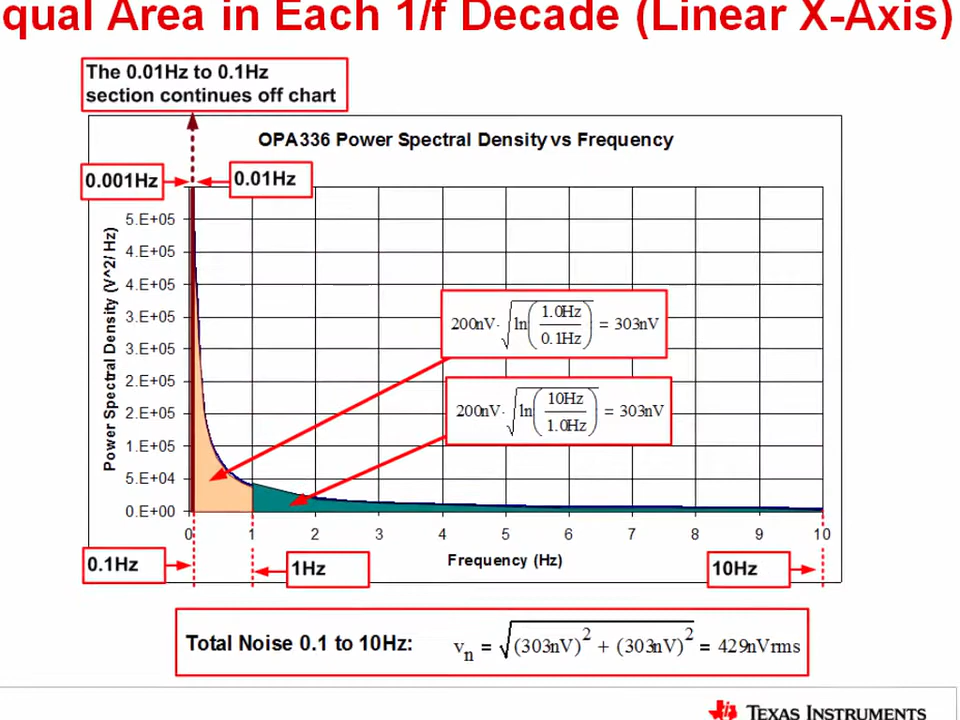 qual Area in Each 1/f Decade (Linear X-Axis)
The 0.01Hz to 0.1Hz
section continues off chart
OPA336 Power Spectral Density vs Frequency
0.001Hz
0.01Hz
Power Spectral Density (V^2/ Hz)
5.E+05
4.E+05
4.E+05
3.E+05
3.E+05
2.E+05
2.E+05
1.E+05
5.E+04
0.E+00
200nV·√ln(1.0Hz/0.1Hz) = 303nV
200nV·√ln(10Hz/1.0Hz) = 303nV
0 1 2 3 4 5 6 7 8 9 10
Frequency (Hz)
0.1Hz
1Hz
10Hz
Total Noise 0.1 to 10Hz: vn = √(303nV)² + (303nV)² = 429nVrms
TEXAS INSTRUMENTS